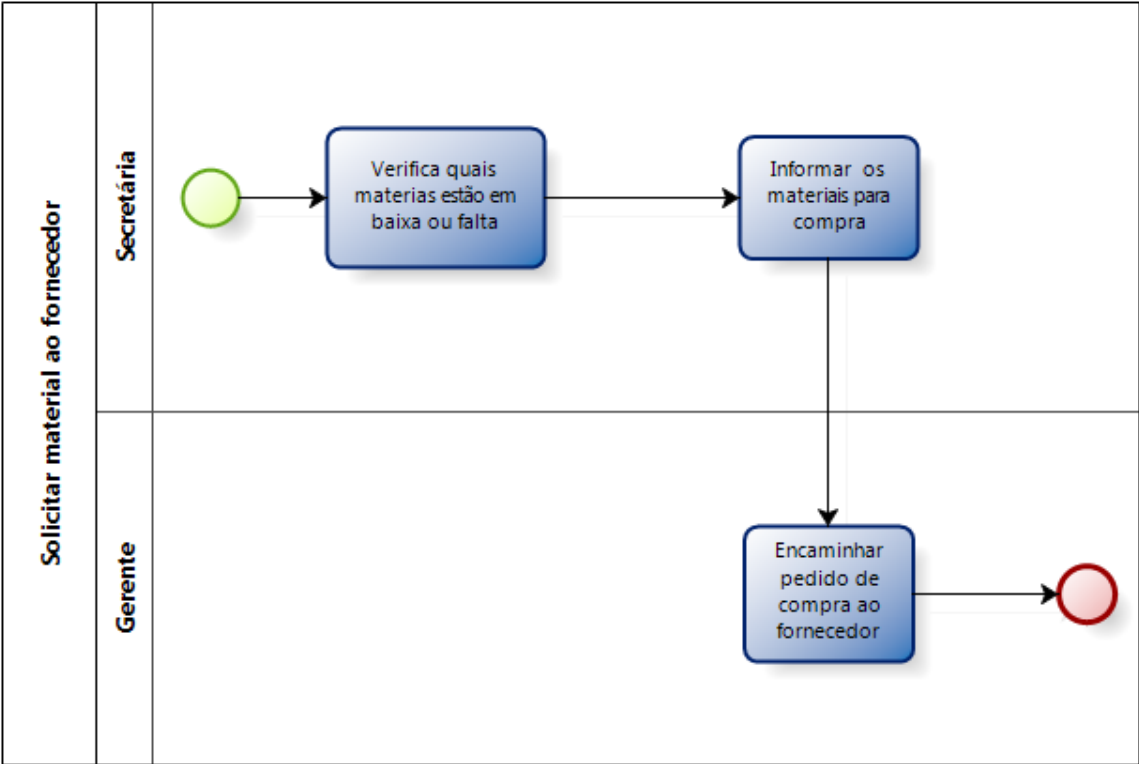 Solicitar material ao fornecedor
Secretária
Verifica quais
materias estão em
baixa ou falta
Informar os
materiais para
compra
Gerente
Encaminhar
pedido de
compra ao
fornecedor